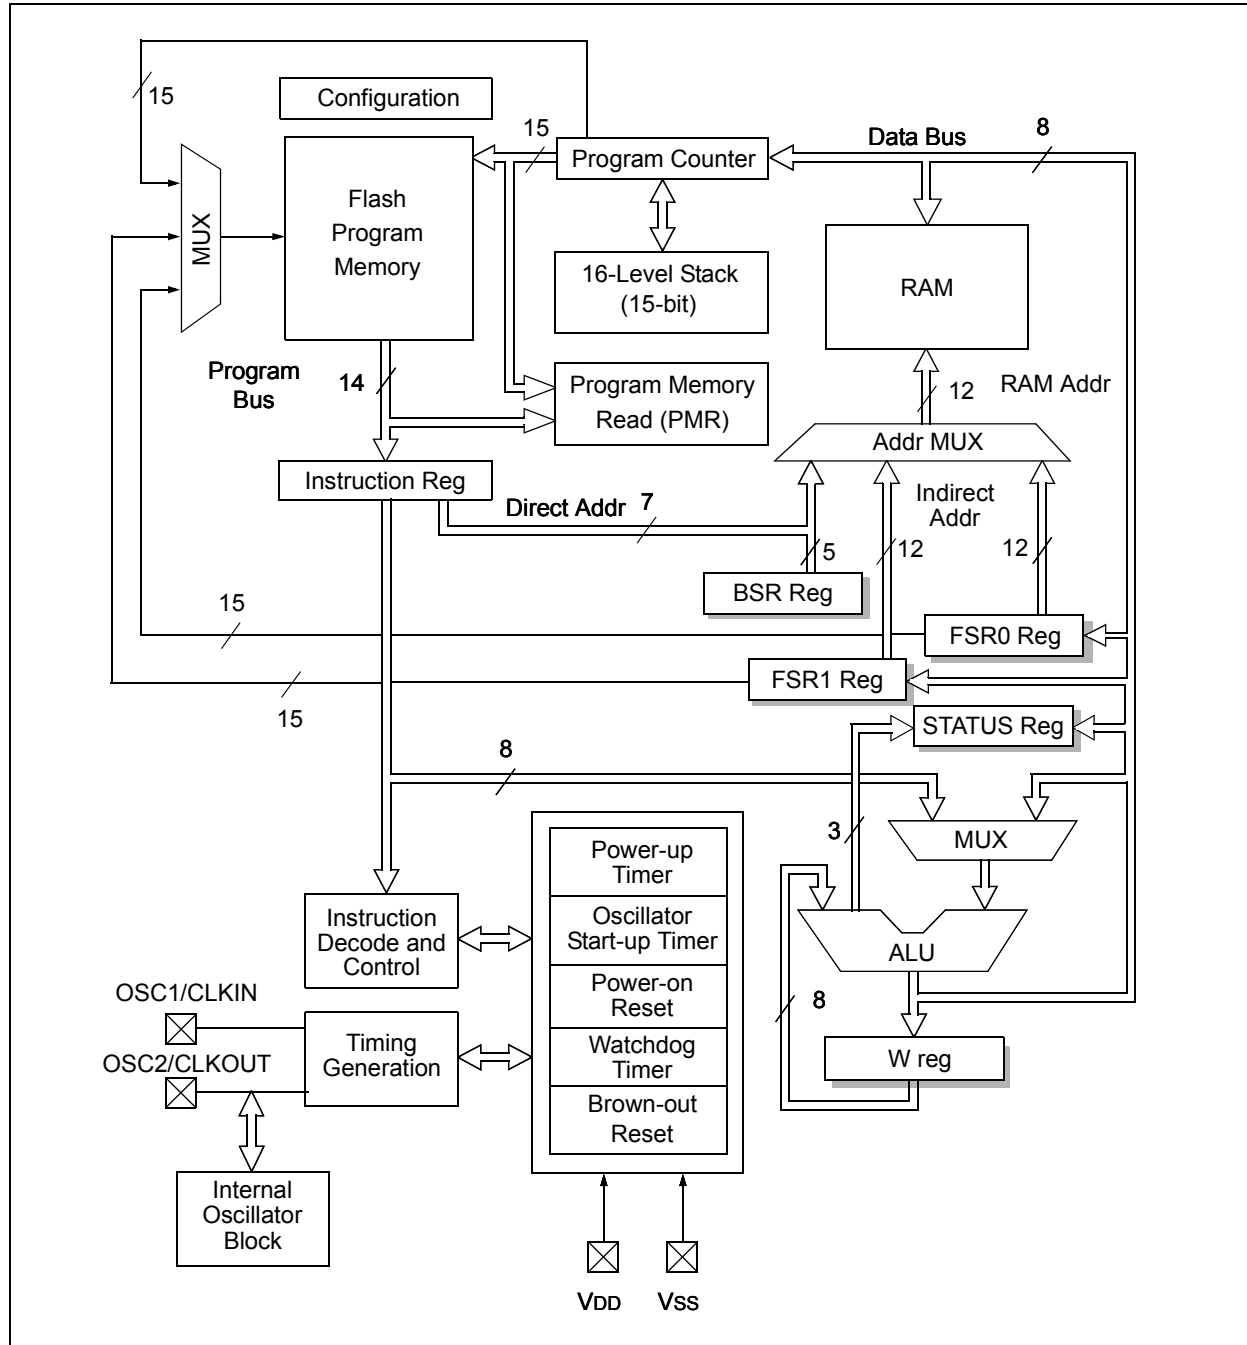 15
Configuration
15
Program Counter
Data Bus
8
MUX
Flash
Program
Memory
16-Level Stack
(15-bit)
RAM
Program
Bus
14
Program Memory
Read (PMR)
12
RAM Addr
Addr MUX
Instruction Reg
Direct Addr
7
Indirect
Addr
5
12
12
BSR Reg
15
FSR0 Reg
FSR1 Reg
15
STATUS Reg
8
3
MUX
Power-up
Timer
Oscillator
Start-up Timer
Power-on
Reset
Watchdog
Timer
Brown-out
Reset
Instruction
Decode and
Control
ALU
8
W reg
OSC1/CLKIN
OSC2/CLKOUT
Timing
Generation
Internal
Oscillator
Block
VDD
VSS